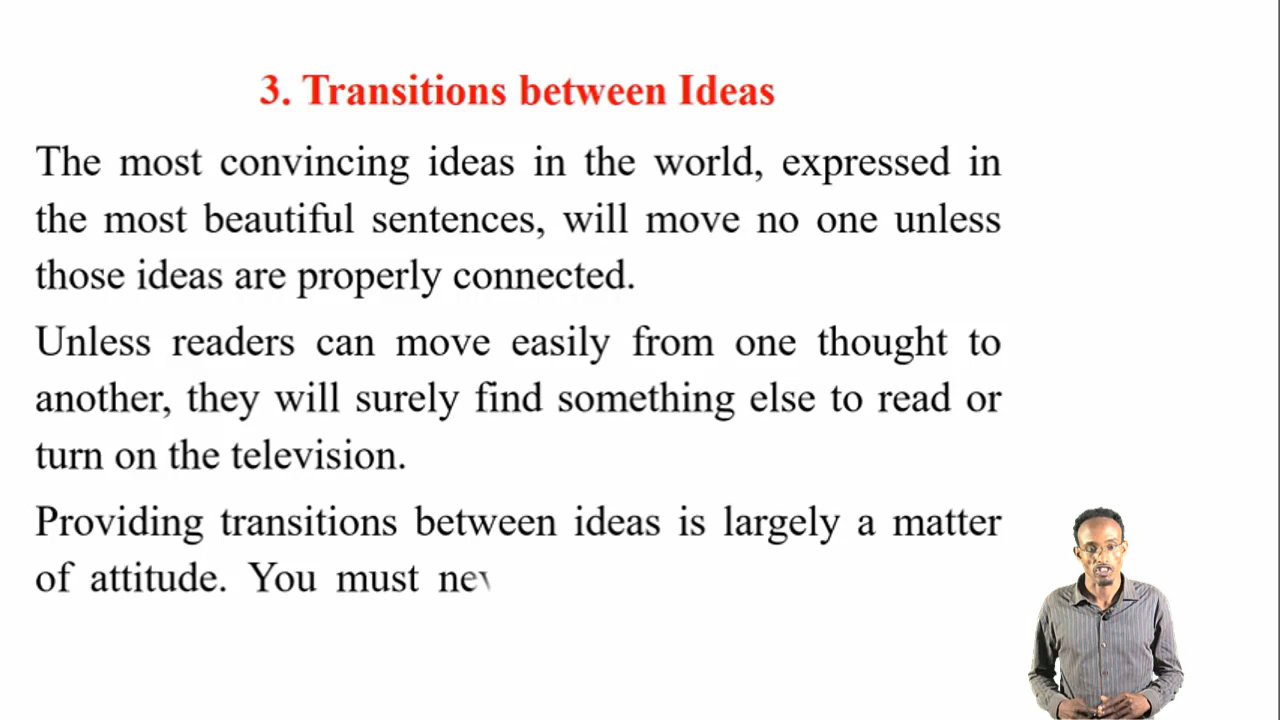 3. Transitions between Ideas
The most convincing ideas in the world, expressed in
the most beautiful sentences, will move no one unless
those ideas are properly connected.
Unless readers can move easily from one thought to
another, they will surely find something else to read or
turn on the television.
Providing transitions between ideas is largely a matter
of attitude. You must